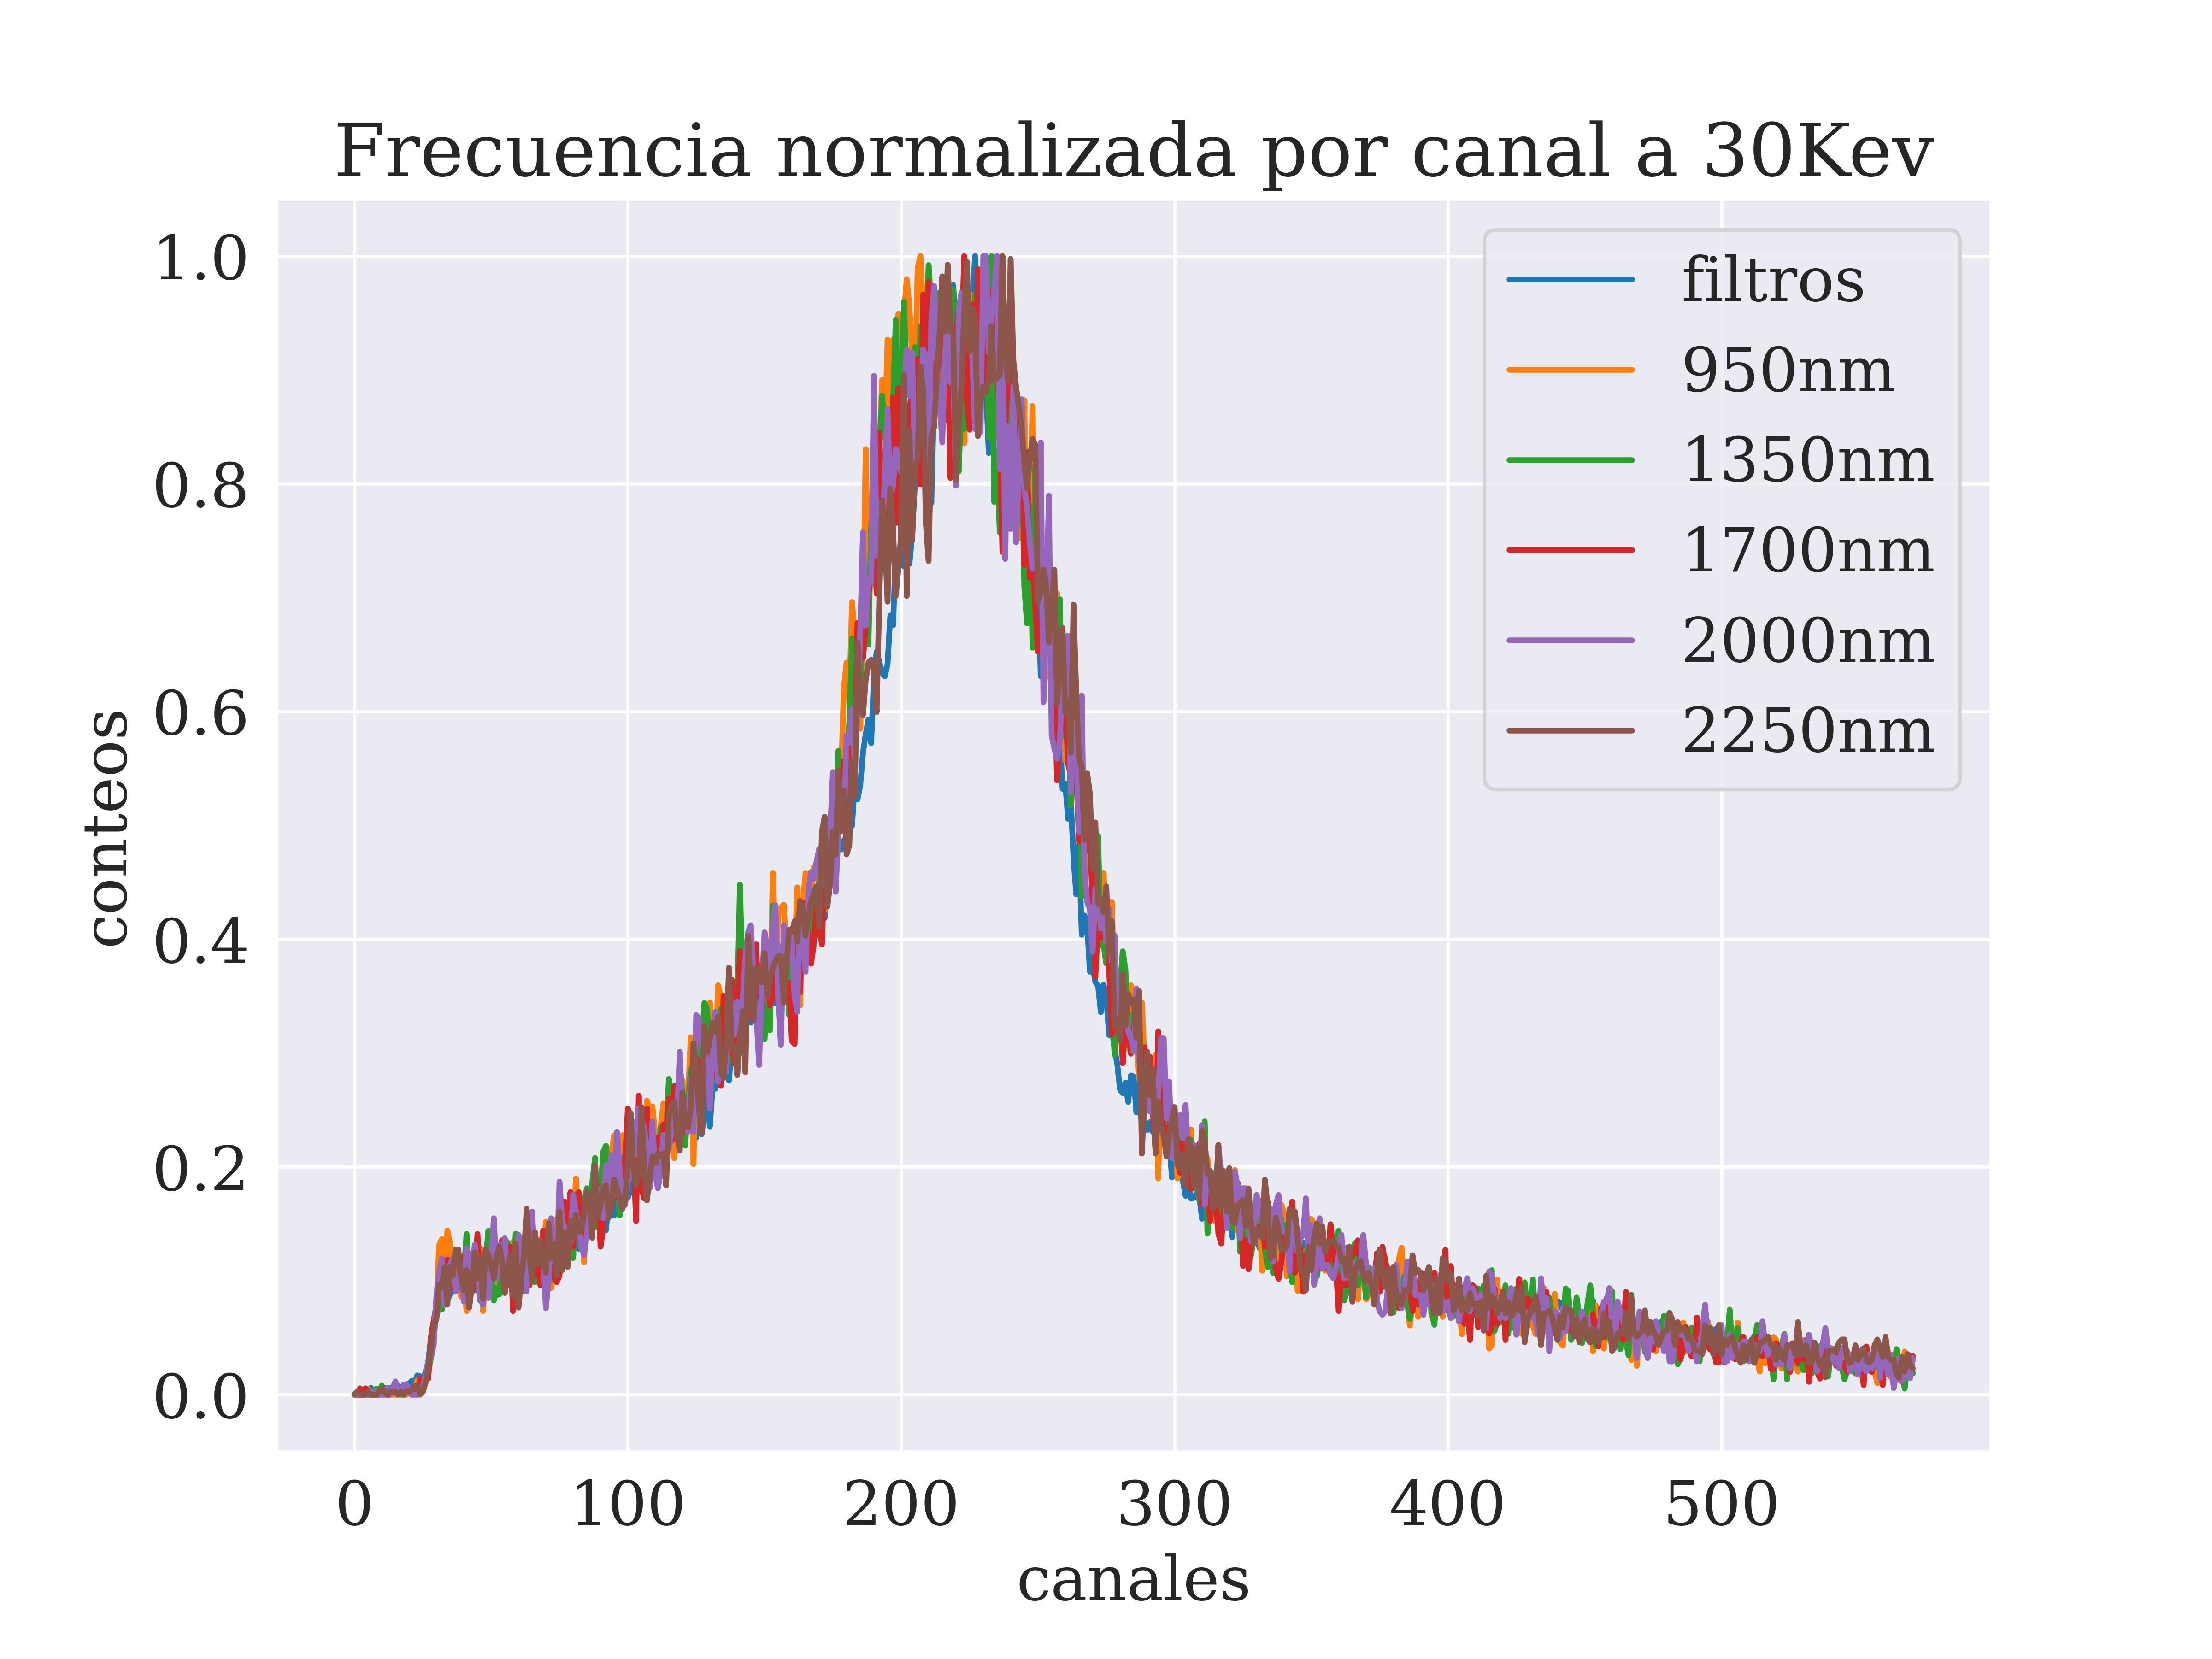 Frecuencia normalizada por canal a 30Kev
1.0
0.8
0.6
0.4
0.2
0.0
conteos
0
100
200
300
400
500
canales
filtros
950nm
1350nm
1700nm
2000nm
2250nm